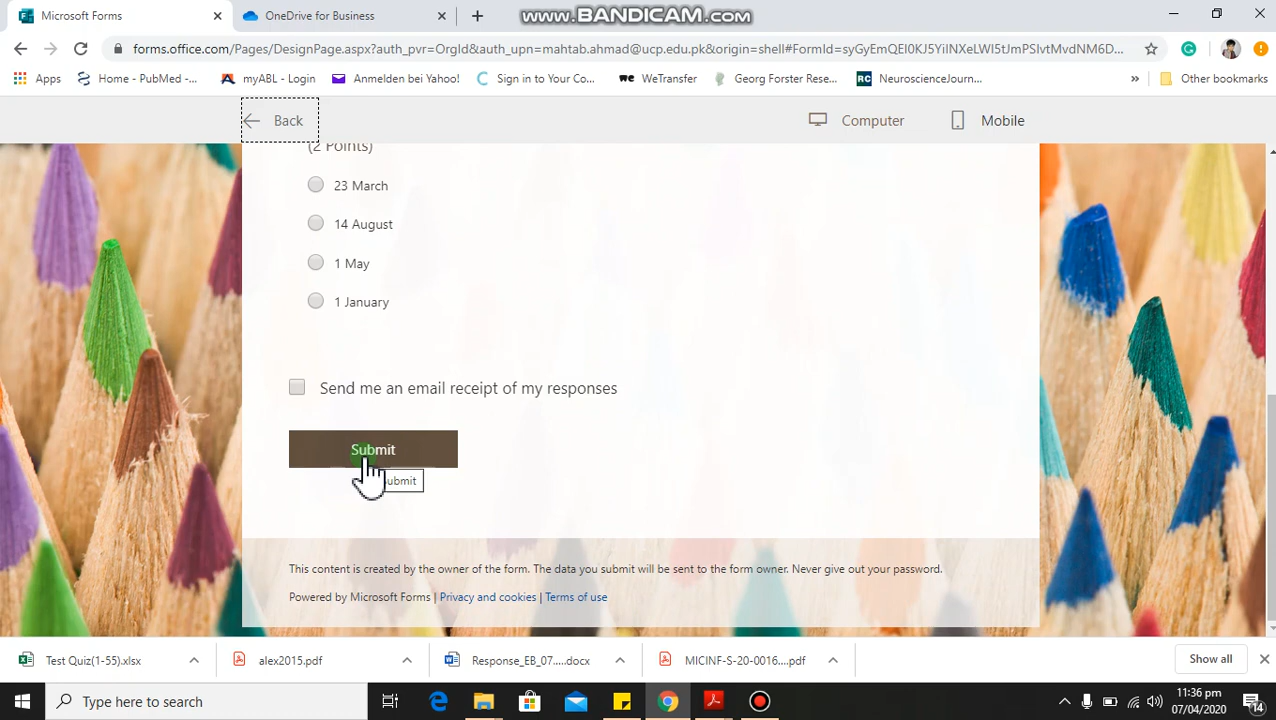 www.BANDICAM.com
Microsoft Forms
OneDrive for Business
forms.office.com/Pages/DesignPage.aspx?auth_pvr=OrgId&auth_upn=mahtab.ahmad@ucp.edu.pk&origin=shell#FormId=syGyEmQEI0KJ5YiINXeLWI5tJmPSIvtMvdNM6D...
Apps
Home - PubMed -...
myABL - Login
Anmelden bei Yahoo!
Sign in to Your Co...
we WeTransfer
Georg Forster Rese...
RC NeuroscienceJourn...
»
Other bookmarks
Back
Computer
Mobile
(2 Points)
23 March
14 August
1 May
1 January
Send me an email receipt of my responses
Submit
Submit
This content is created by the owner of the form. The data you submit will be sent to the form owner. Never give out your password.
Powered by Microsoft Forms | Privacy and cookies | Terms of use
Test Quiz(1-55).xlsx
alex2015.pdf
Response_EB_07.....docx
MICINF-S-20-0016....pdf
Show all
Type here to search
11:36 pm
07/04/2020
14